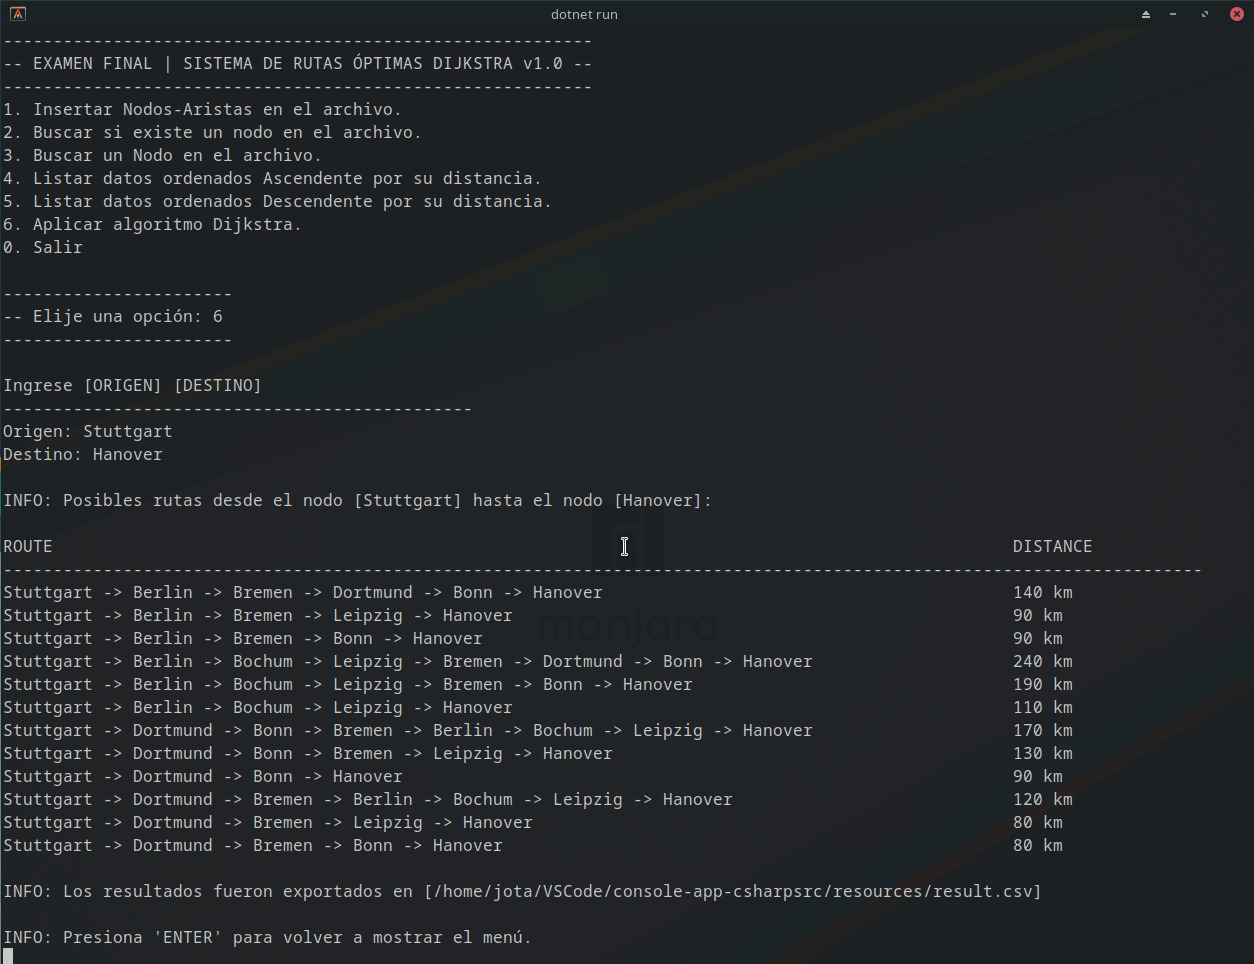 dotnet run
-----------------------------------------------------------
-- EXAMEN FINAL | SISTEMA DE RUTAS ÓPTIMAS DIJKSTRA v1.0 --
-----------------------------------------------------------
1. Insertar Nodos-Aristas en el archivo.
2. Buscar si existe un nodo en el archivo.
3. Buscar un Nodo en el archivo.
4. Listar datos ordenados Ascendente por su distancia.
5. Listar datos ordenados Descendente por su distancia.
6. Aplicar algoritmo Dijkstra.
0. Salir
-----------------------
-- Elije una opción: 6
-----------------------
Ingrese [ORIGEN] [DESTINO]
-----------------------------------------------
Origen: Stuttgart
Destino: Hanover
INFO: Posibles rutas desde el nodo [Stuttgart] hasta el nodo [Hanover]:
ROUTE DISTANCE
------------------------------------------------------------------------------------------------------------------------
Stuttgart -> Berlin -> Bremen -> Dortmund -> Bonn -> Hanover 140 km
Stuttgart -> Berlin -> Bremen -> Leipzig -> Hanover 90 km
Stuttgart -> Berlin -> Bremen -> Bonn -> Hanover 90 km
manjaro
Stuttgart -> Berlin -> Bochum -> Leipzig -> Bremen -> Dortmund -> Bonn -> Hanover 240 km
Stuttgart -> Berlin -> Bochum -> Leipzig -> Bremen -> Bonn -> Hanover 190 km
Stuttgart -> Berlin -> Bochum -> Leipzig -> Hanover 110 km
Stuttgart -> Dortmund -> Bonn -> Bremen -> Berlin -> Bochum -> Leipzig -> Hanover 170 km
Stuttgart -> Dortmund -> Bonn -> Bremen -> Leipzig -> Hanover 130 km
Stuttgart -> Dortmund -> Bonn -> Hanover 90 km
Stuttgart -> Dortmund -> Bremen -> Berlin -> Bochum -> Leipzig -> Hanover 120 km
Stuttgart -> Dortmund -> Bremen -> Leipzig -> Hanover 80 km
Stuttgart -> Dortmund -> Bremen -> Bonn -> Hanover 80 km
INFO: Los resultados fueron exportados en [/home/jota/VSCode/console-app-csharpsrc/resources/result.csv]
INFO: Presiona 'ENTER' para volver a mostrar el menú.